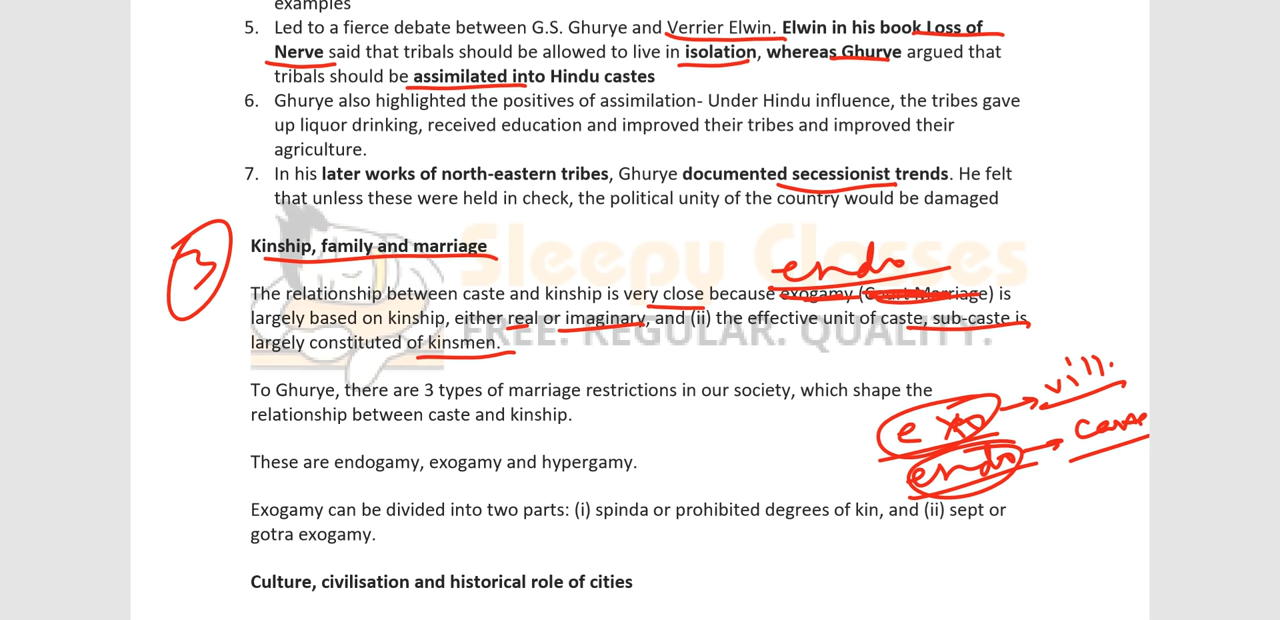 examples
5. Led to a fierce debate between G.S. Ghurye and Verrier Elwin. Elwin in his book Loss of
Nerve said that tribals should be allowed to live in isolation, whereas Ghurye argued that
tribals should be assimilated into Hindu castes
6. Ghurye also highlighted the positives of assimilation- Under Hindu influence, the tribes gave
up liquor drinking, received education and improved their tribes and improved their
agriculture.
7. In his later works of north-eastern tribes, Ghurye documented secessionist trends. He felt
that unless these were held in check, the political unity of the country would be damaged
3
Kinship, family and marriage
Sleepy Classes
endo
The relationship between caste and kinship is very close because exogamy (Court Marriage) is
largely based on kinship, either real or imaginary, and (ii) the effective unit of caste, sub-caste is
FREE. REGULAR. QUALITY.
largely constituted of kinsmen.
vill.
To Ghurye, there are 3 types of marriage restrictions in our society, which shape the
relationship between caste and kinship.
exo
caste
These are endogamy, exogamy and hypergamy.
endo
Exogamy can be divided into two parts: (i) spinda or prohibited degrees of kin, and (ii) sept or
gotra exogamy.
Culture, civilisation and historical role of cities